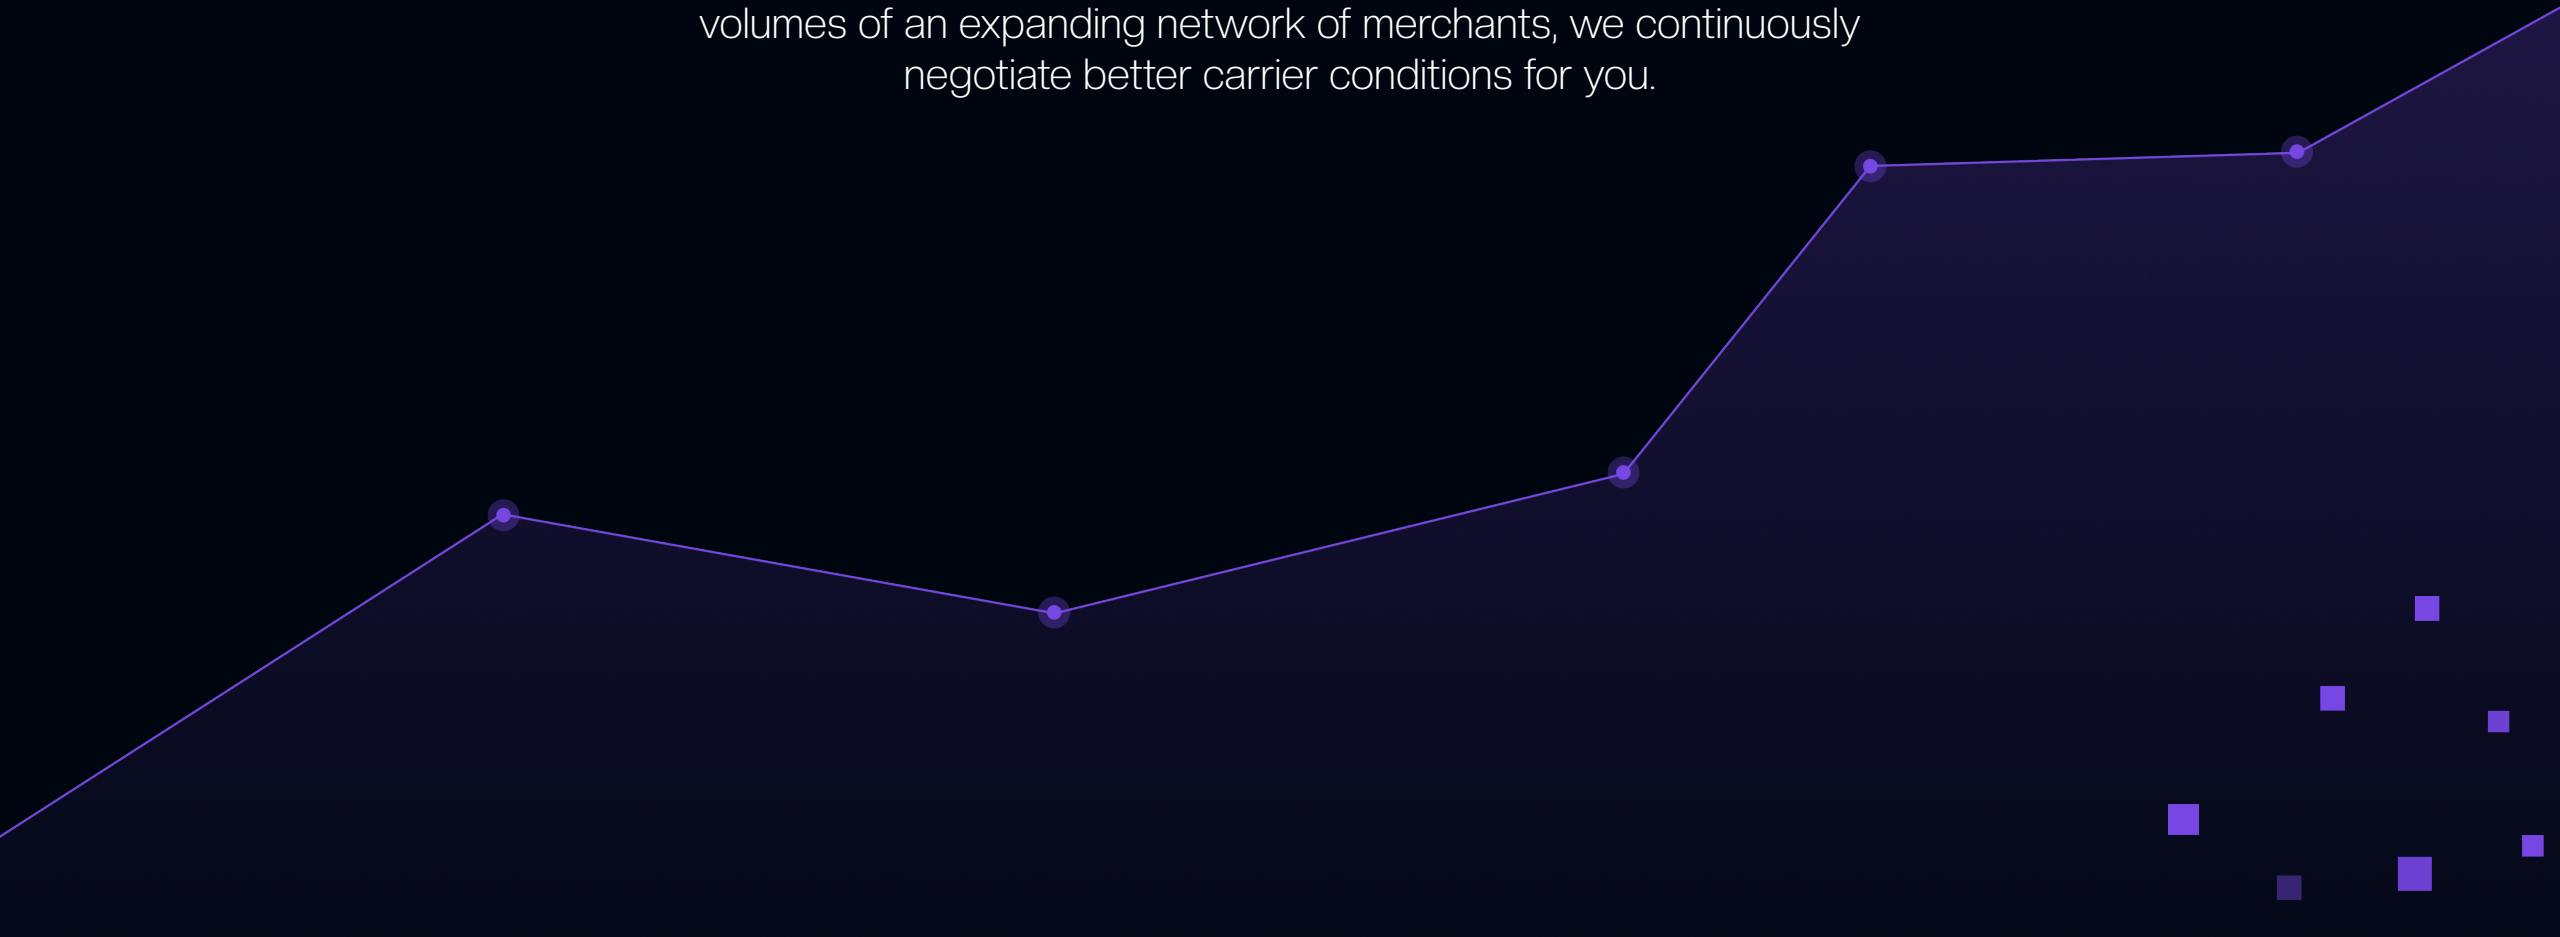 volumes of an expanding network of merchants, we continuously
negotiate better carrier conditions for you.